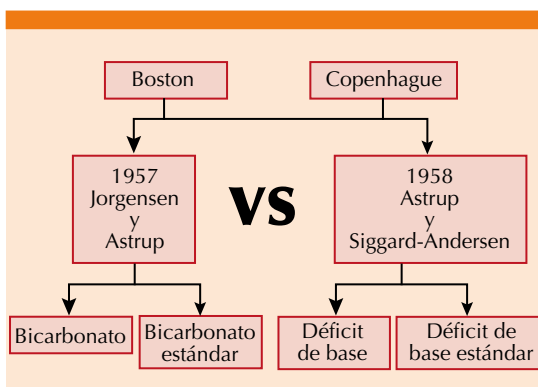 Boston
Copenhague
1957
Jorgensen
y
Astrup
VS
1958
Astrup
y
Siggard-Andersen
Bicarbonato
Bicarbonato
estándar
Déficit
de base
Déficit de
base estándar